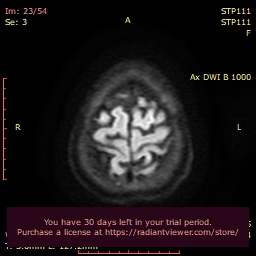 Im: 23/54
Se: 3
A
STP111
STP111
F
Ax DWI B 1000
R
L
You have 30 days left in your trial period.
Purchase a license at https://radiantviewer.com/store/